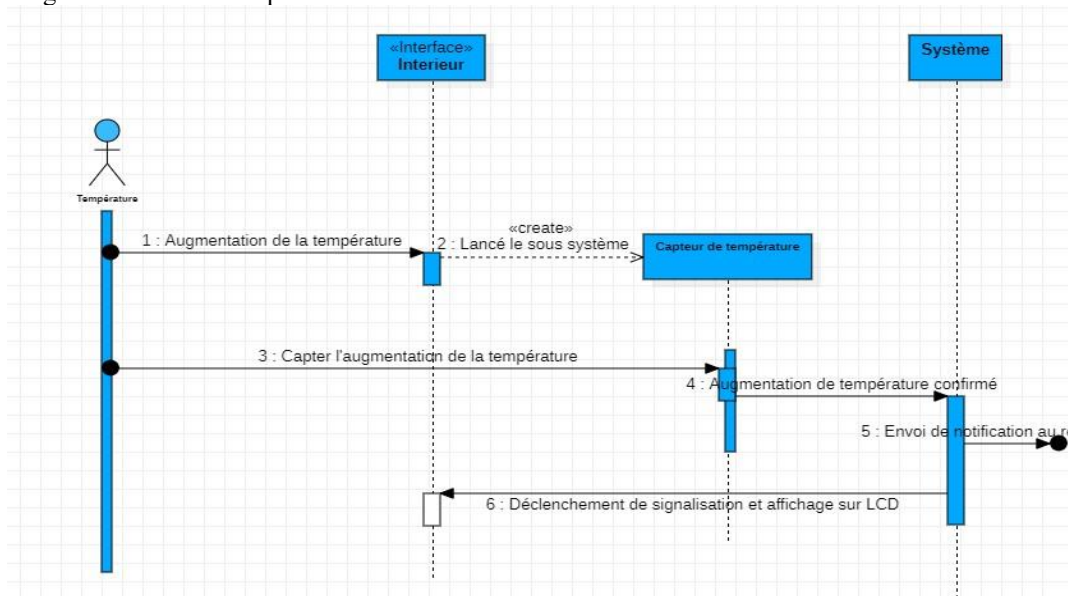 «Interface»
Interieur
Système
Température
1 : Augmentation de la température
«create»
2 : Lancé le sous système
Capteur de température
3 : Capter l'augmentation de la température
4 : Augmentation de température confirmé
5 : Envoi de notification au
6 : Déclenchement de signalisation et affichage sur LCD